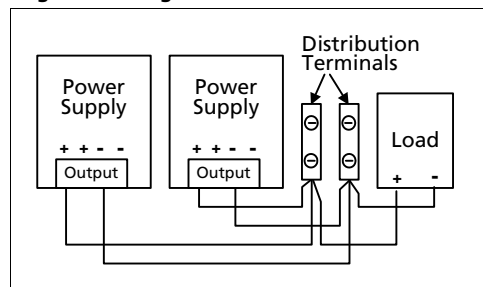 Distribution
Terminals
Power
Supply
+ + - -
Output
Power
Supply
+ + - -
Output
Load
+ -